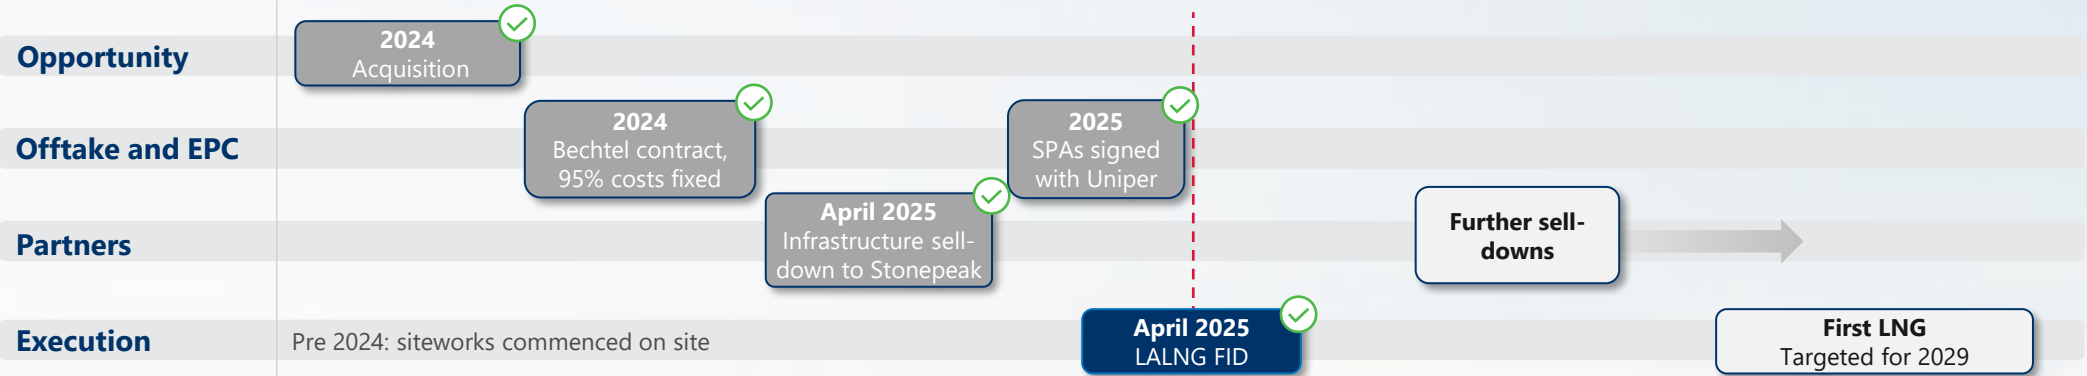 Opportunity
2024
Acquisition
Offtake and EPC
2024
Bechtel contract,
95% costs fixed
2025
SPAs signed
with Uniper
Partners
April 2025
Infrastructure sell-
down to Stonepeak
Further sell-
downs
Execution
Pre 2024: siteworks commenced on site
April 2025
LALNG FID
First LNG
Targeted for 2029